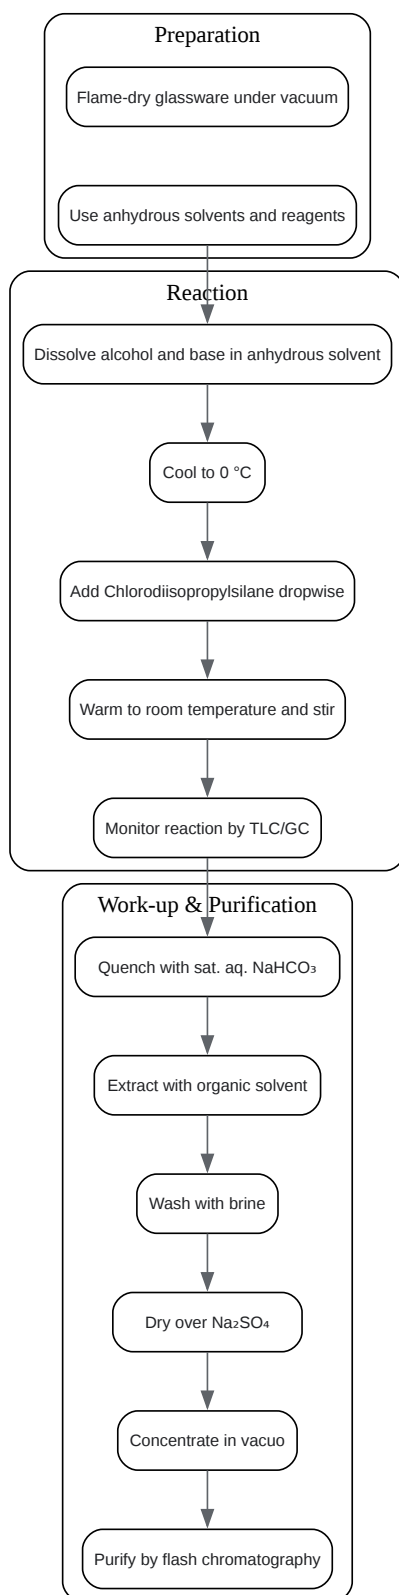 Preparation
Flame-dry glassware under vacuum
Use anhydrous solvents and reagents
Reaction
Dissolve alcohol and base in anhydrous solvent
Cool to 0 °C
Add Chlorodiisopropylsilane dropwise
Warm to room temperature and stir
Monitor reaction by TLC/GC
Work-up & Purification
Quench with sat. aq. NaHCO₃
Extract with organic solvent
Wash with brine
Dry over Na₂SO₄
Concentrate in vacuo
Purify by flash chromatography